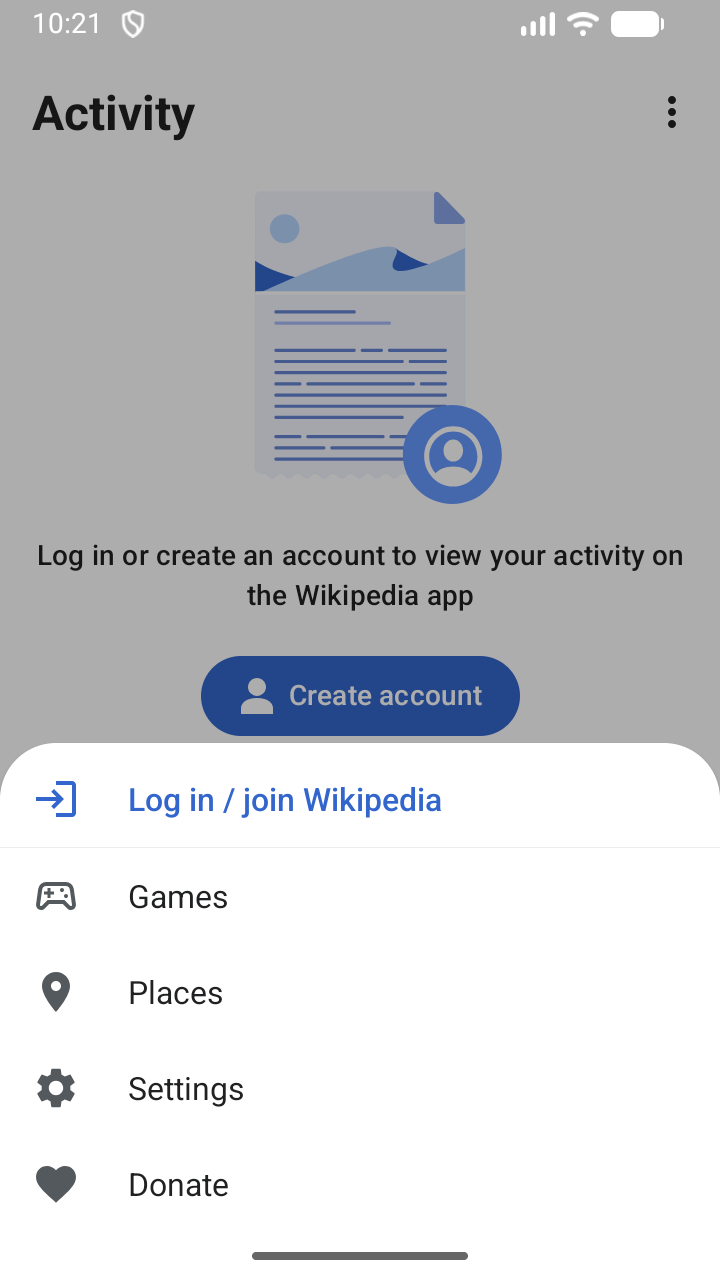 10:21
Activity
Log in or create an account to view your activity on
the Wikipedia app
Create account
Log in / join Wikipedia
Games
Places
Settings
Donate